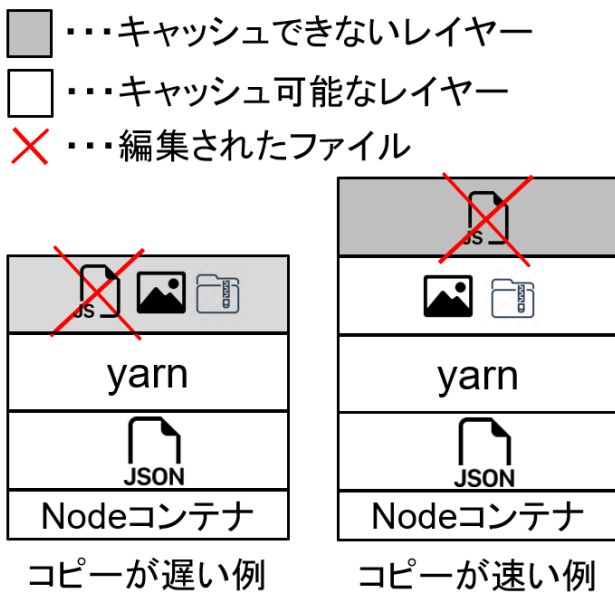 ・・・キャッシュできないレイヤー
・・・キャッシュ可能なレイヤー
・・・編集されたファイル
JS
yarn
JSON
Nodeコンテナ
コピーが遅い例
JS
yarn
JSON
Nodeコンテナ
コピーが速い例